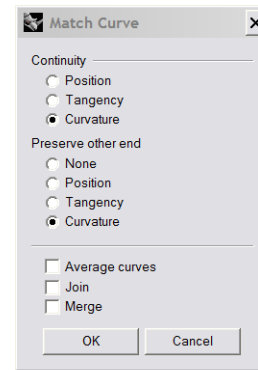 Match Curve
Continuity
Position
Tangency
Curvature
Preserve other end
None
Position
Tangency
Curvature
Average curves
Join
Merge
OK Cancel